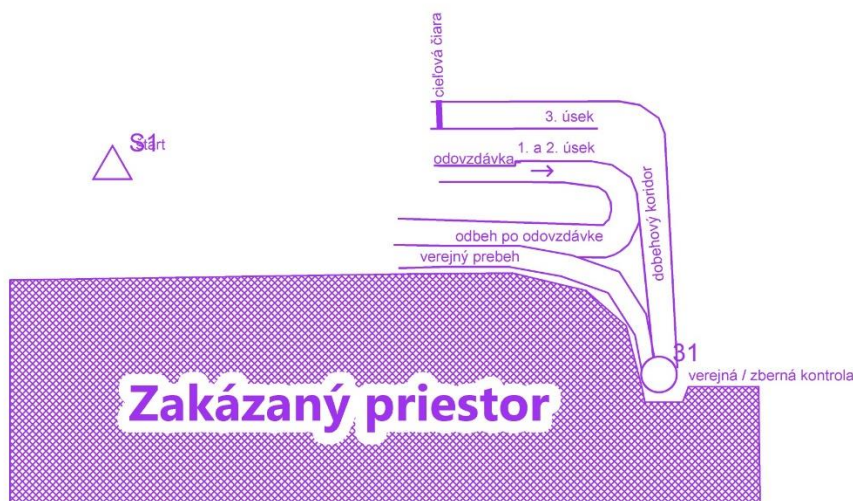 cieľová čiara
3. úsek
S1
štart
1. a 2. úsek
odovzdávka
→
dobehový koridor
odbeh po odovzdávke
verejný prebeh
31
verejná / zberná kontrola
Zakázaný priestor